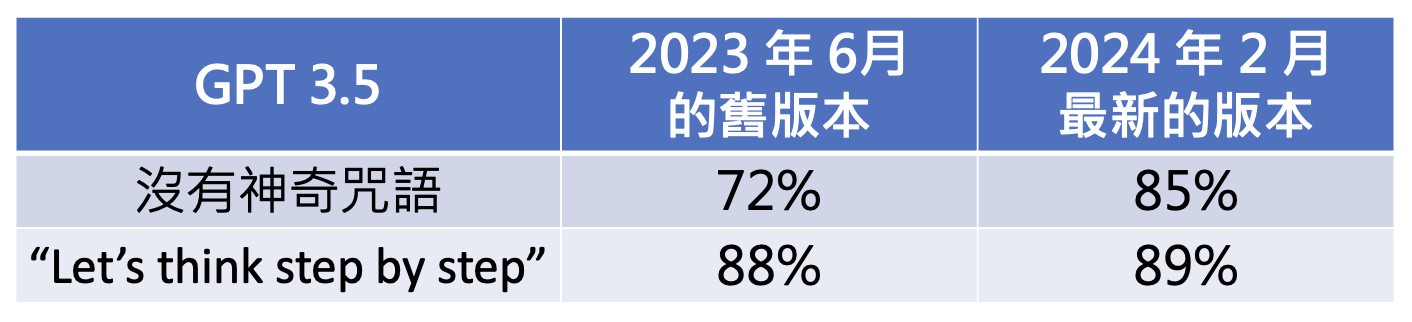 GPT 3.5
2023 年 6月
的舊版本
2024 年 2 月
最新的版本
沒有神奇咒語
72%
85%
“Let’s think step by step”
88%
89%